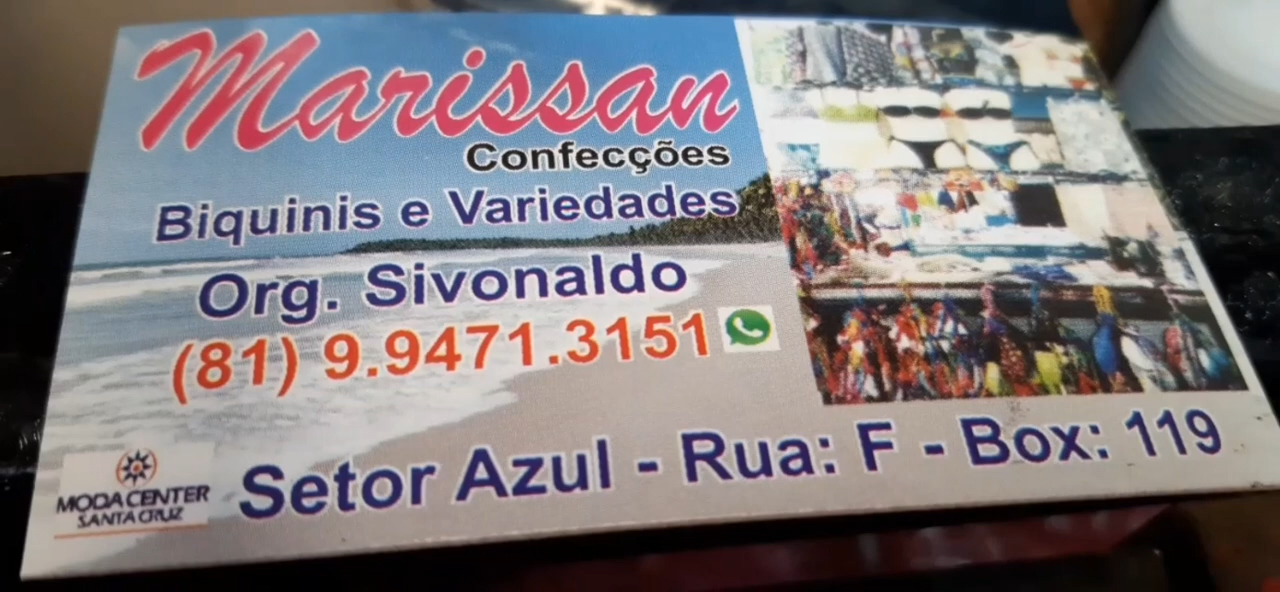 Marissan
Confecções
Biquinis e Variedades
Org. Sivonaldo
(81) 9.9471.3151
MODA CENTER
SANTA CRUZ
Setor Azul - Rua: F - Box: 119